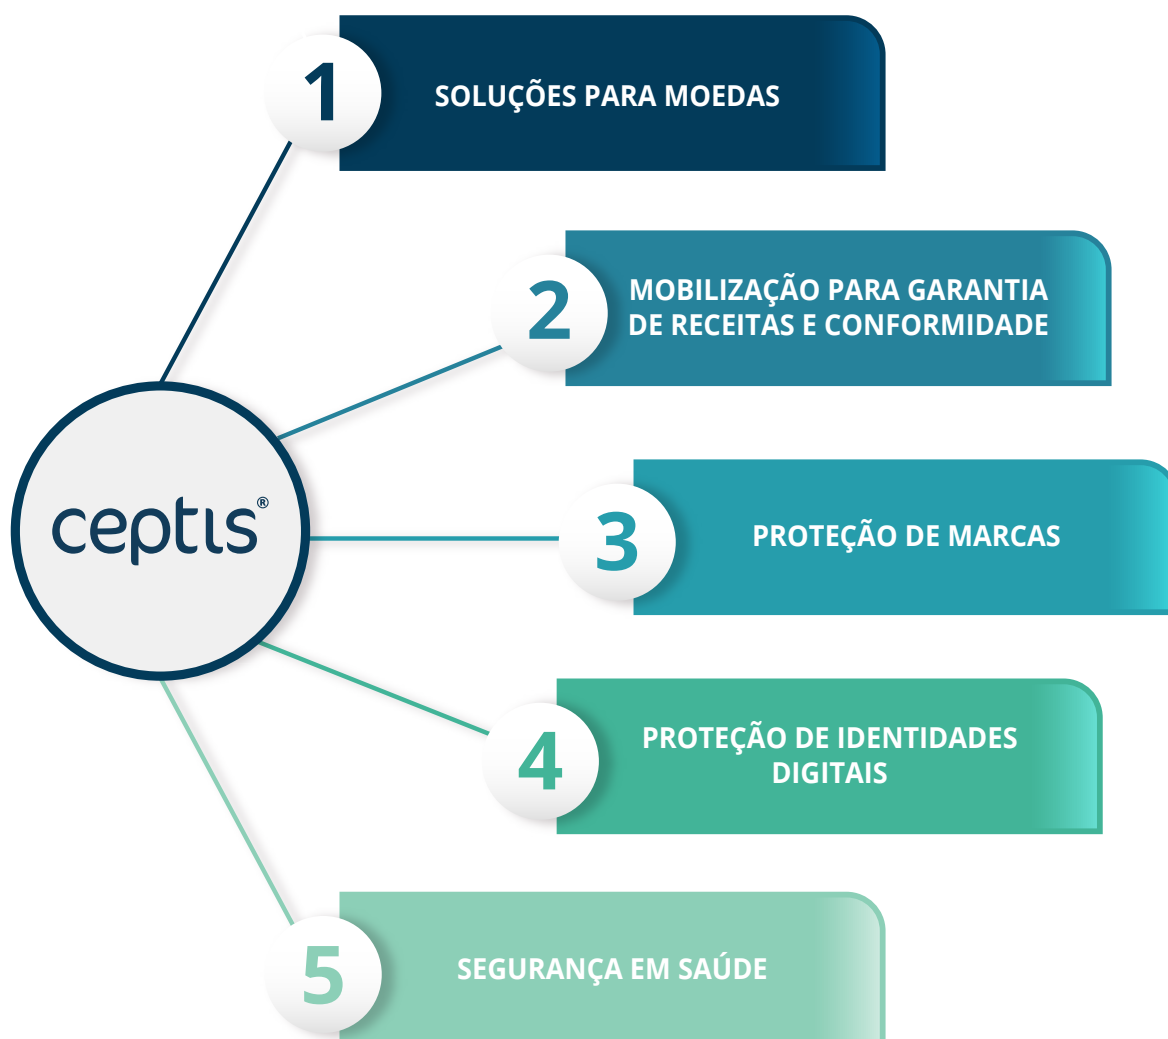 1
SOLUÇÕES PARA MOEDAS
2
MOBILIZAÇÃO PARA GARANTIA
DE RECEITAS E CONFORMIDADE
ceptis®
3
PROTEÇÃO DE MARCAS
4
PROTEÇÃO DE IDENTIDADES
DIGITAIS
5
SEGURANÇA EM SAÚDE